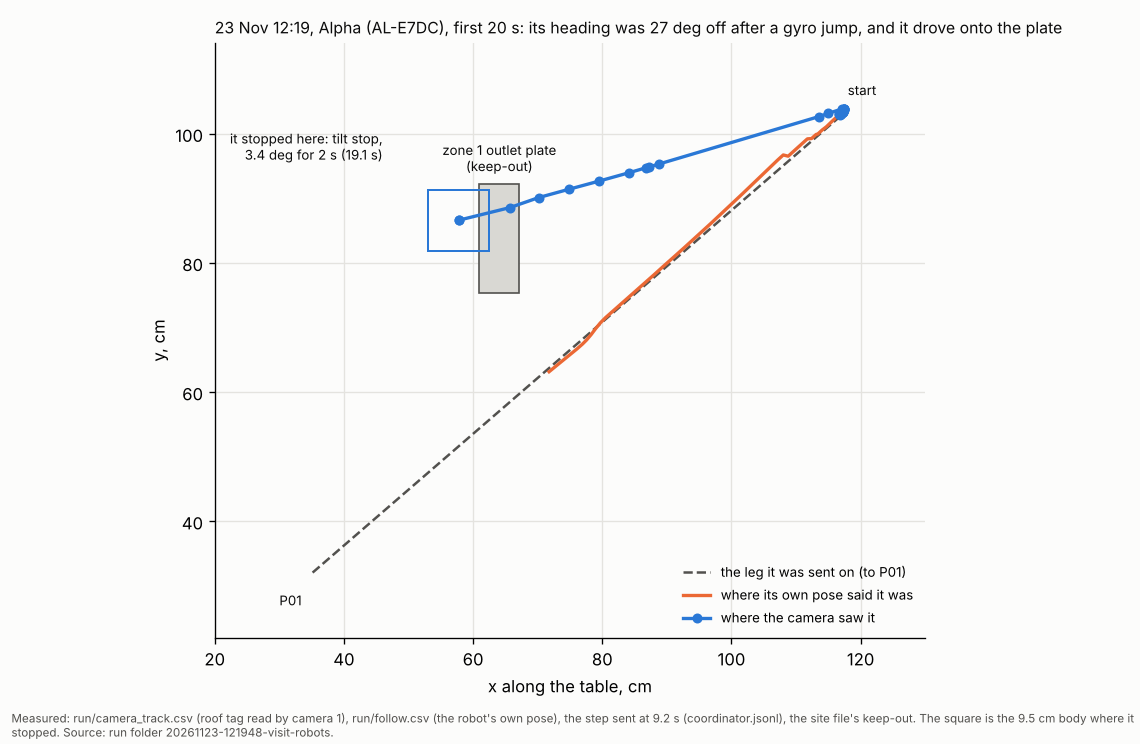 23 Nov 12:19, Alpha (AL-E7DC), first 20 s: its heading was 27 deg off after a gyro jump, and it drove onto the plate
start
it stopped here: tilt stop,
3.4 deg for 2 s (19.1 s)
zone 1 outlet plate
(keep-out)
100
80
60
40
y, cm
P01
the leg it was sent on (to P01)
where its own pose said it was
where the camera saw it
20 40 60 80 100 120
x along the table, cm
Measured: run/camera_track.csv (roof tag read by camera 1), run/follow.csv (the robot's own pose), the step sent at 9.2 s (coordinator.jsonl), the site file's keep-out. The square is the 9.5 cm body where it
stopped. Source: run folder 20261123-121948-visit-robots.